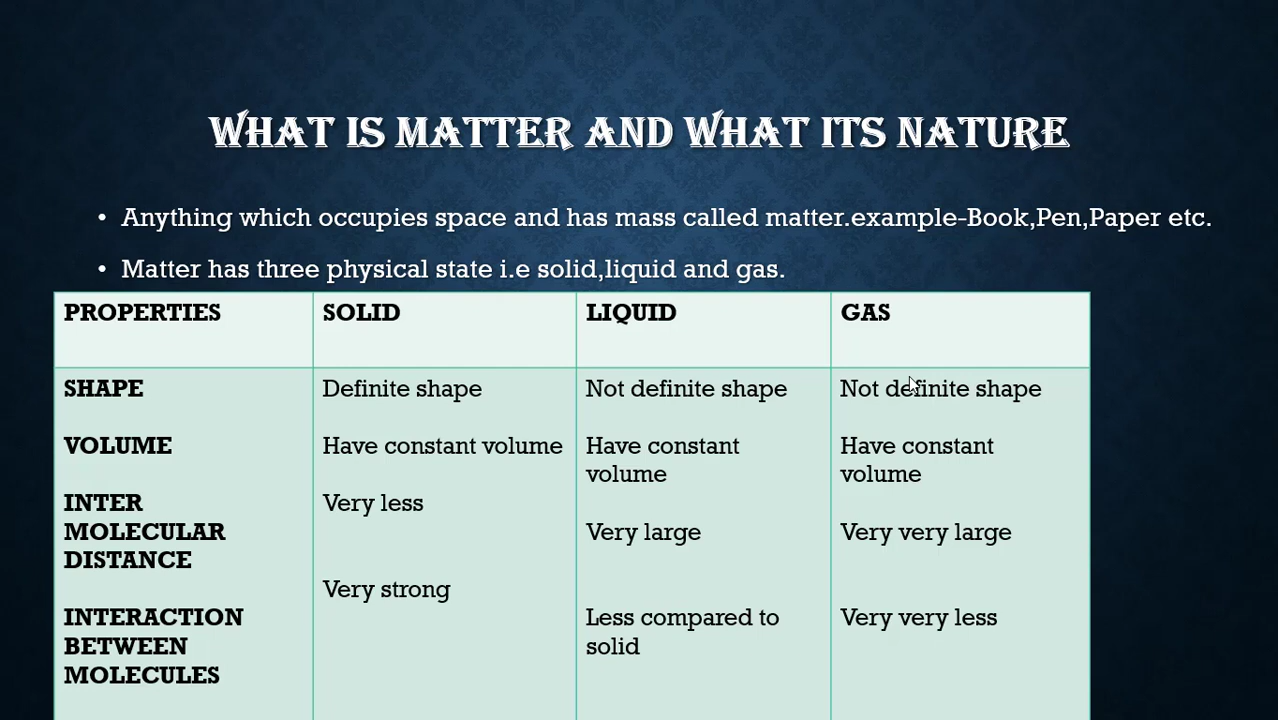 WHAT IS MATTER AND WHAT ITS NATURE
• Anything which occupies space and has mass called matter.example-Book,Pen,Paper etc.
• Matter has three physical state i.e solid,liquid and gas.
PROPERTIES
SOLID
LIQUID
GAS
SHAPE
Definite shape
Not definite shape
Not definite shape
VOLUME
Have constant volume
Have constant
volume
Have constant
volume
INTER
MOLECULAR
DISTANCE
Very less
Very large
Very very large
INTERACTION
BETWEEN
MOLECULES
Very strong
Less compared to
solid
Very very less